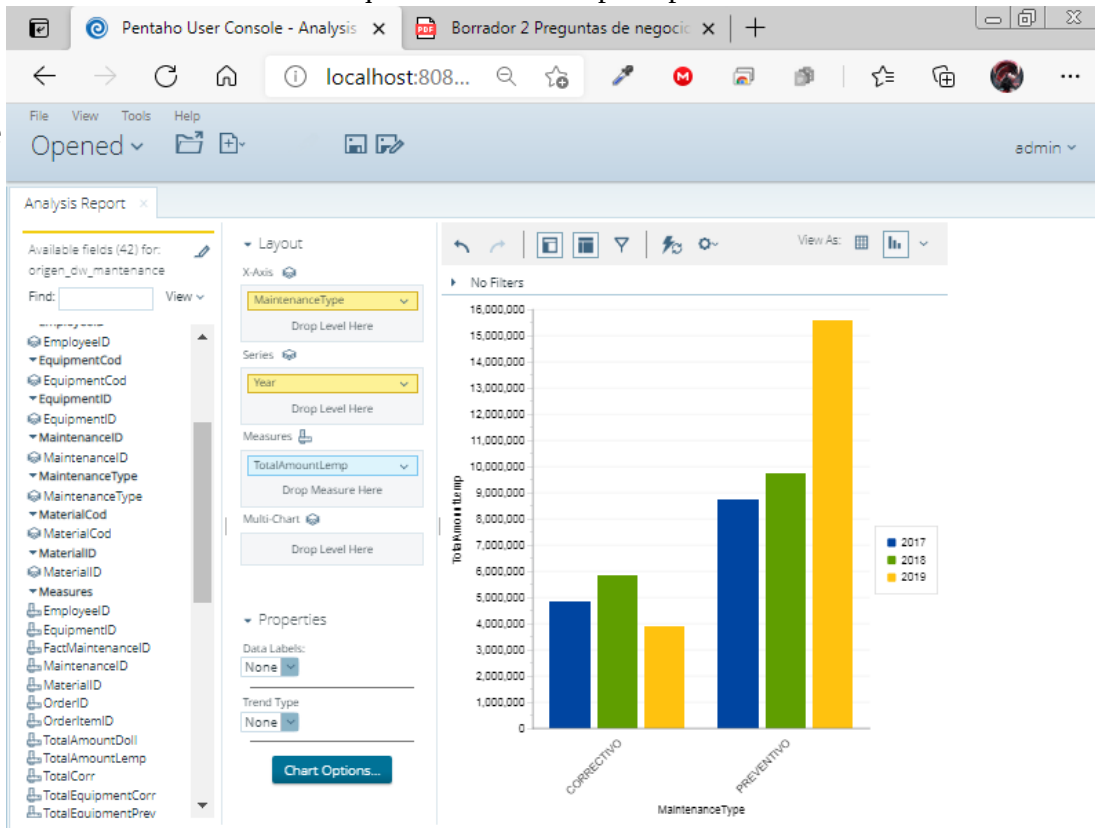 Pentaho User Console - Analysis
Borrador 2 Preguntas de negocio
localhost:808...
File View Tools Help
Opened
admin
Analysis Report
Available fields (42) for:
origen_dw_mantenance
Find:
View
EmployeeID
EquipmentCod
EquipmentCod
EquipmentID
EquipmentID
MaintenanceID
MaintenanceID
MaintenanceType
MaintenanceType
MaterialCod
MaterialCod
MaterialID
MaterialID
Measures
EmployeeID
EquipmentID
FactMaintenanceID
MaintenanceID
MaterialID
OrderID
OrderItemID
TotalAmountDoll
TotalAmountLemp
TotalCorr
TotalEquipmentCorr
TotalEquipmentPrev
Layout
X-Axis
MaintenanceType
Drop Level Here
Series
Year
Drop Level Here
Measures
TotalAmountLemp
Drop Measure Here
Multi-Chart
Drop Level Here
Properties
Data Labels:
None
Trend Type
None
Chart Options...
View As:
No Filters
16,000,000
15,000,000
14,000,000
13,000,000
12,000,000
11,000,000
10,000,000
9,000,000
8,000,000
7,000,000
6,000,000
5,000,000
4,000,000
3,000,000
2,000,000
1,000,000
0
TotalAmountLemp
CORRECTIVO
PREVENTIVO
MaintenanceType
2017
2018
2019